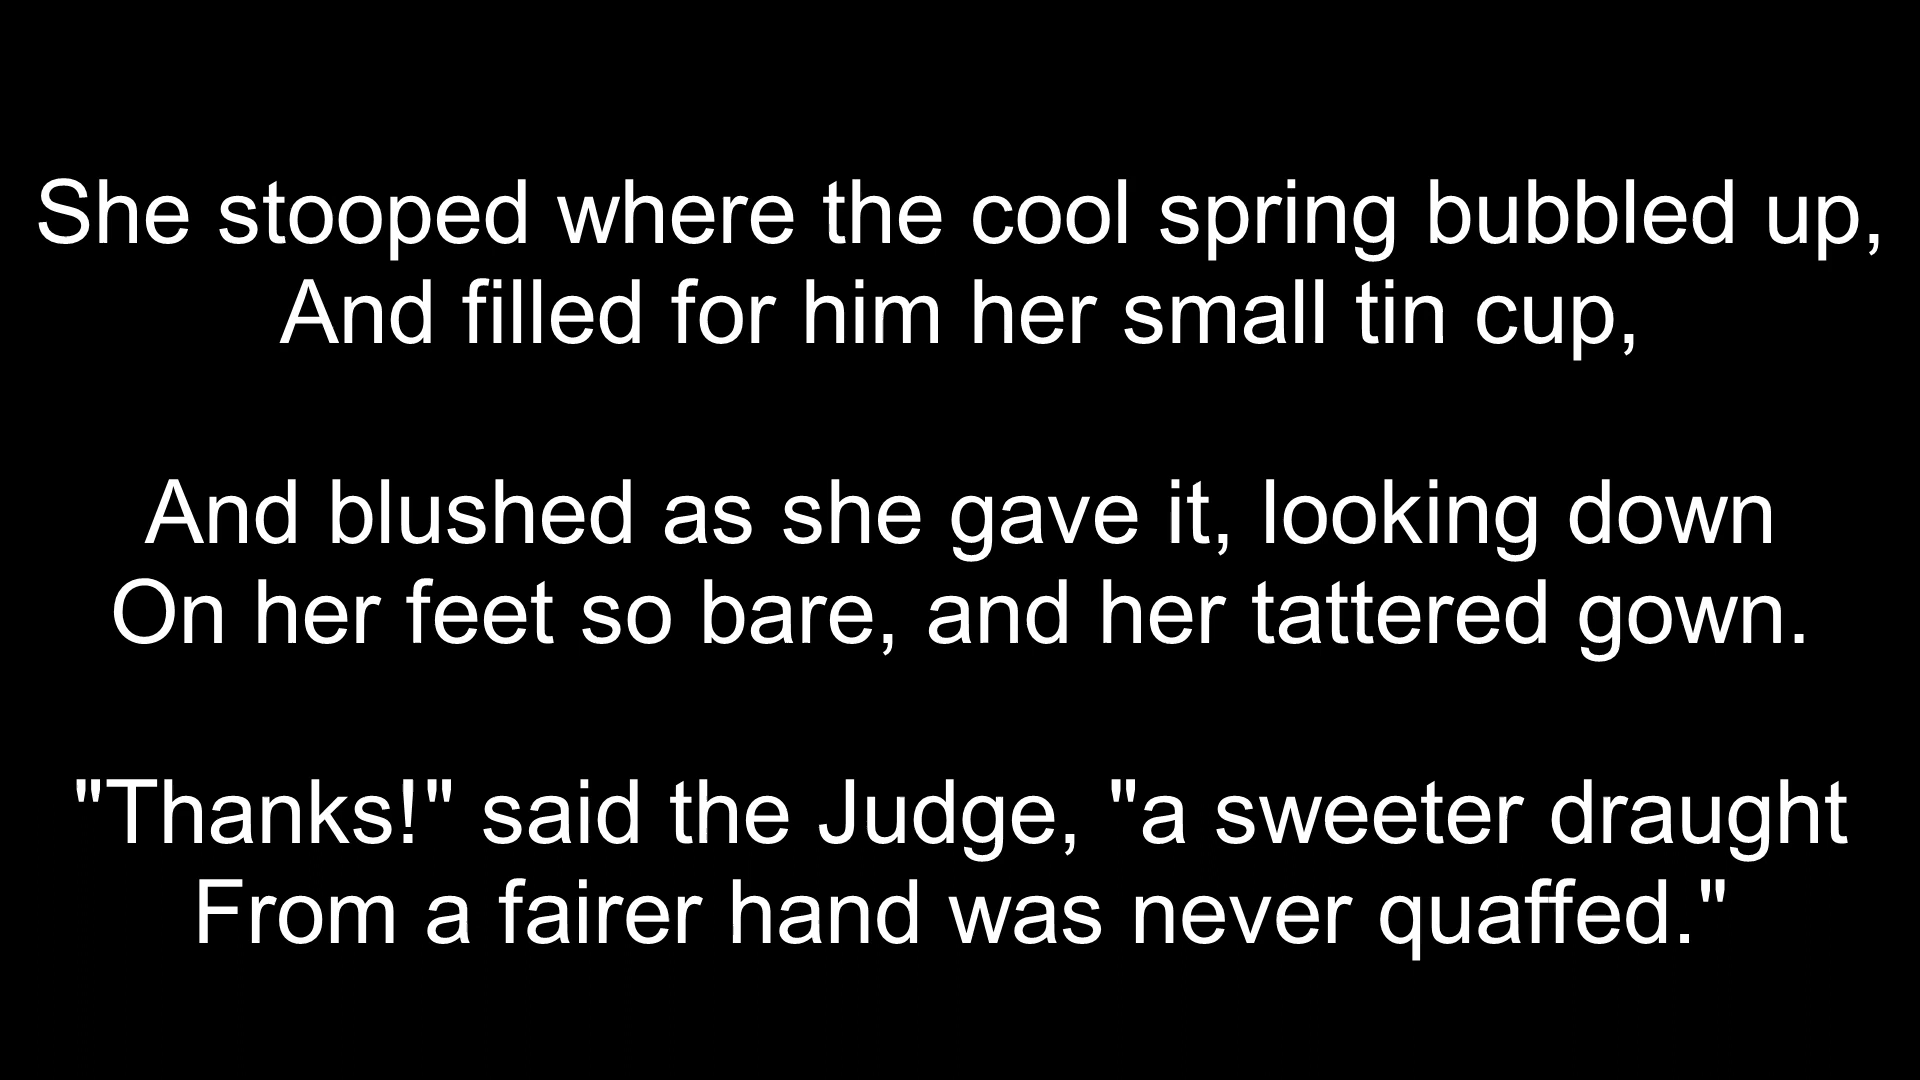 She stooped where the cool spring bubbled up,
And filled for him her small tin cup,
And blushed as she gave it, looking down
On her feet so bare, and her tattered gown.
"Thanks!" said the Judge, "a sweeter draught
From a fairer hand was never quaffed."